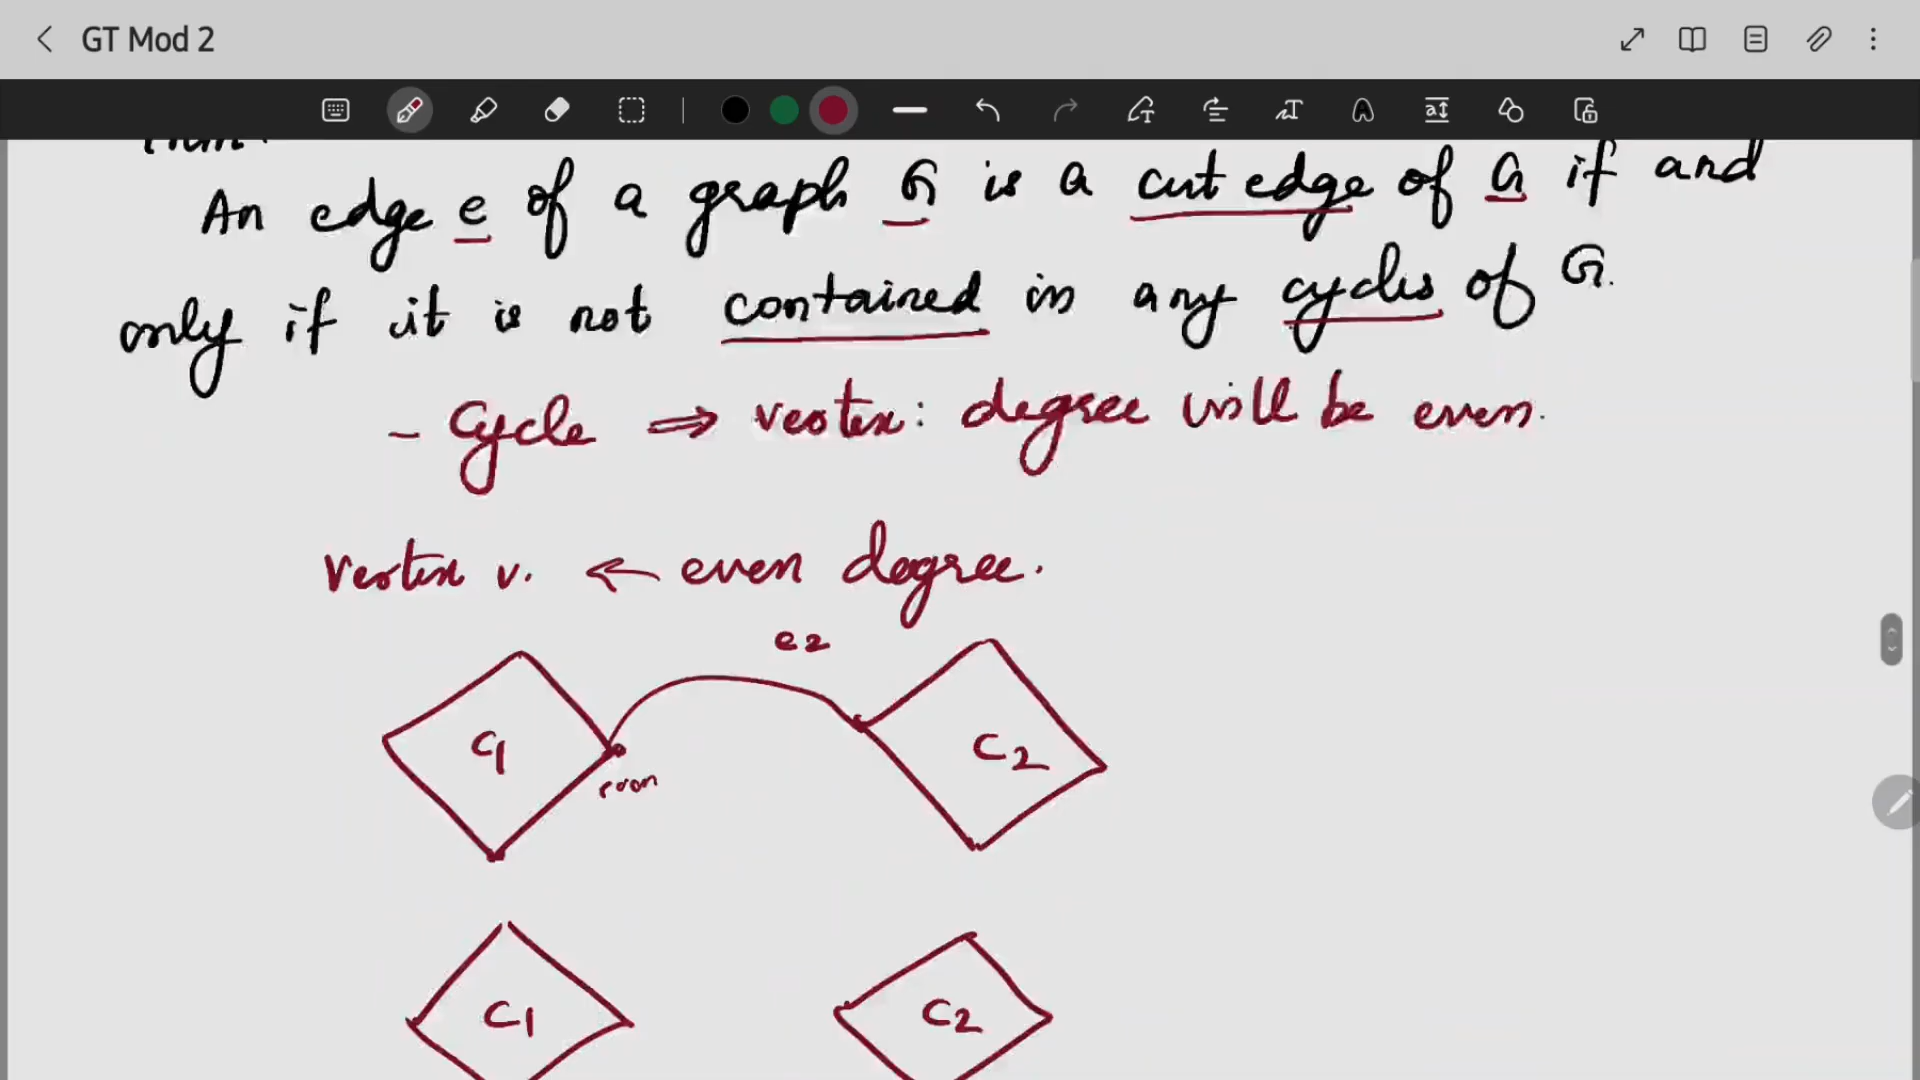 GT Mod 2
An edge e of a graph G is a cut edge of G if and
only if it is not contained in any cycles of G.
- Cycle ⇒ vertex: degree will be even.
vertex v. ← even degree.
e2
C1
C2
C1
C2